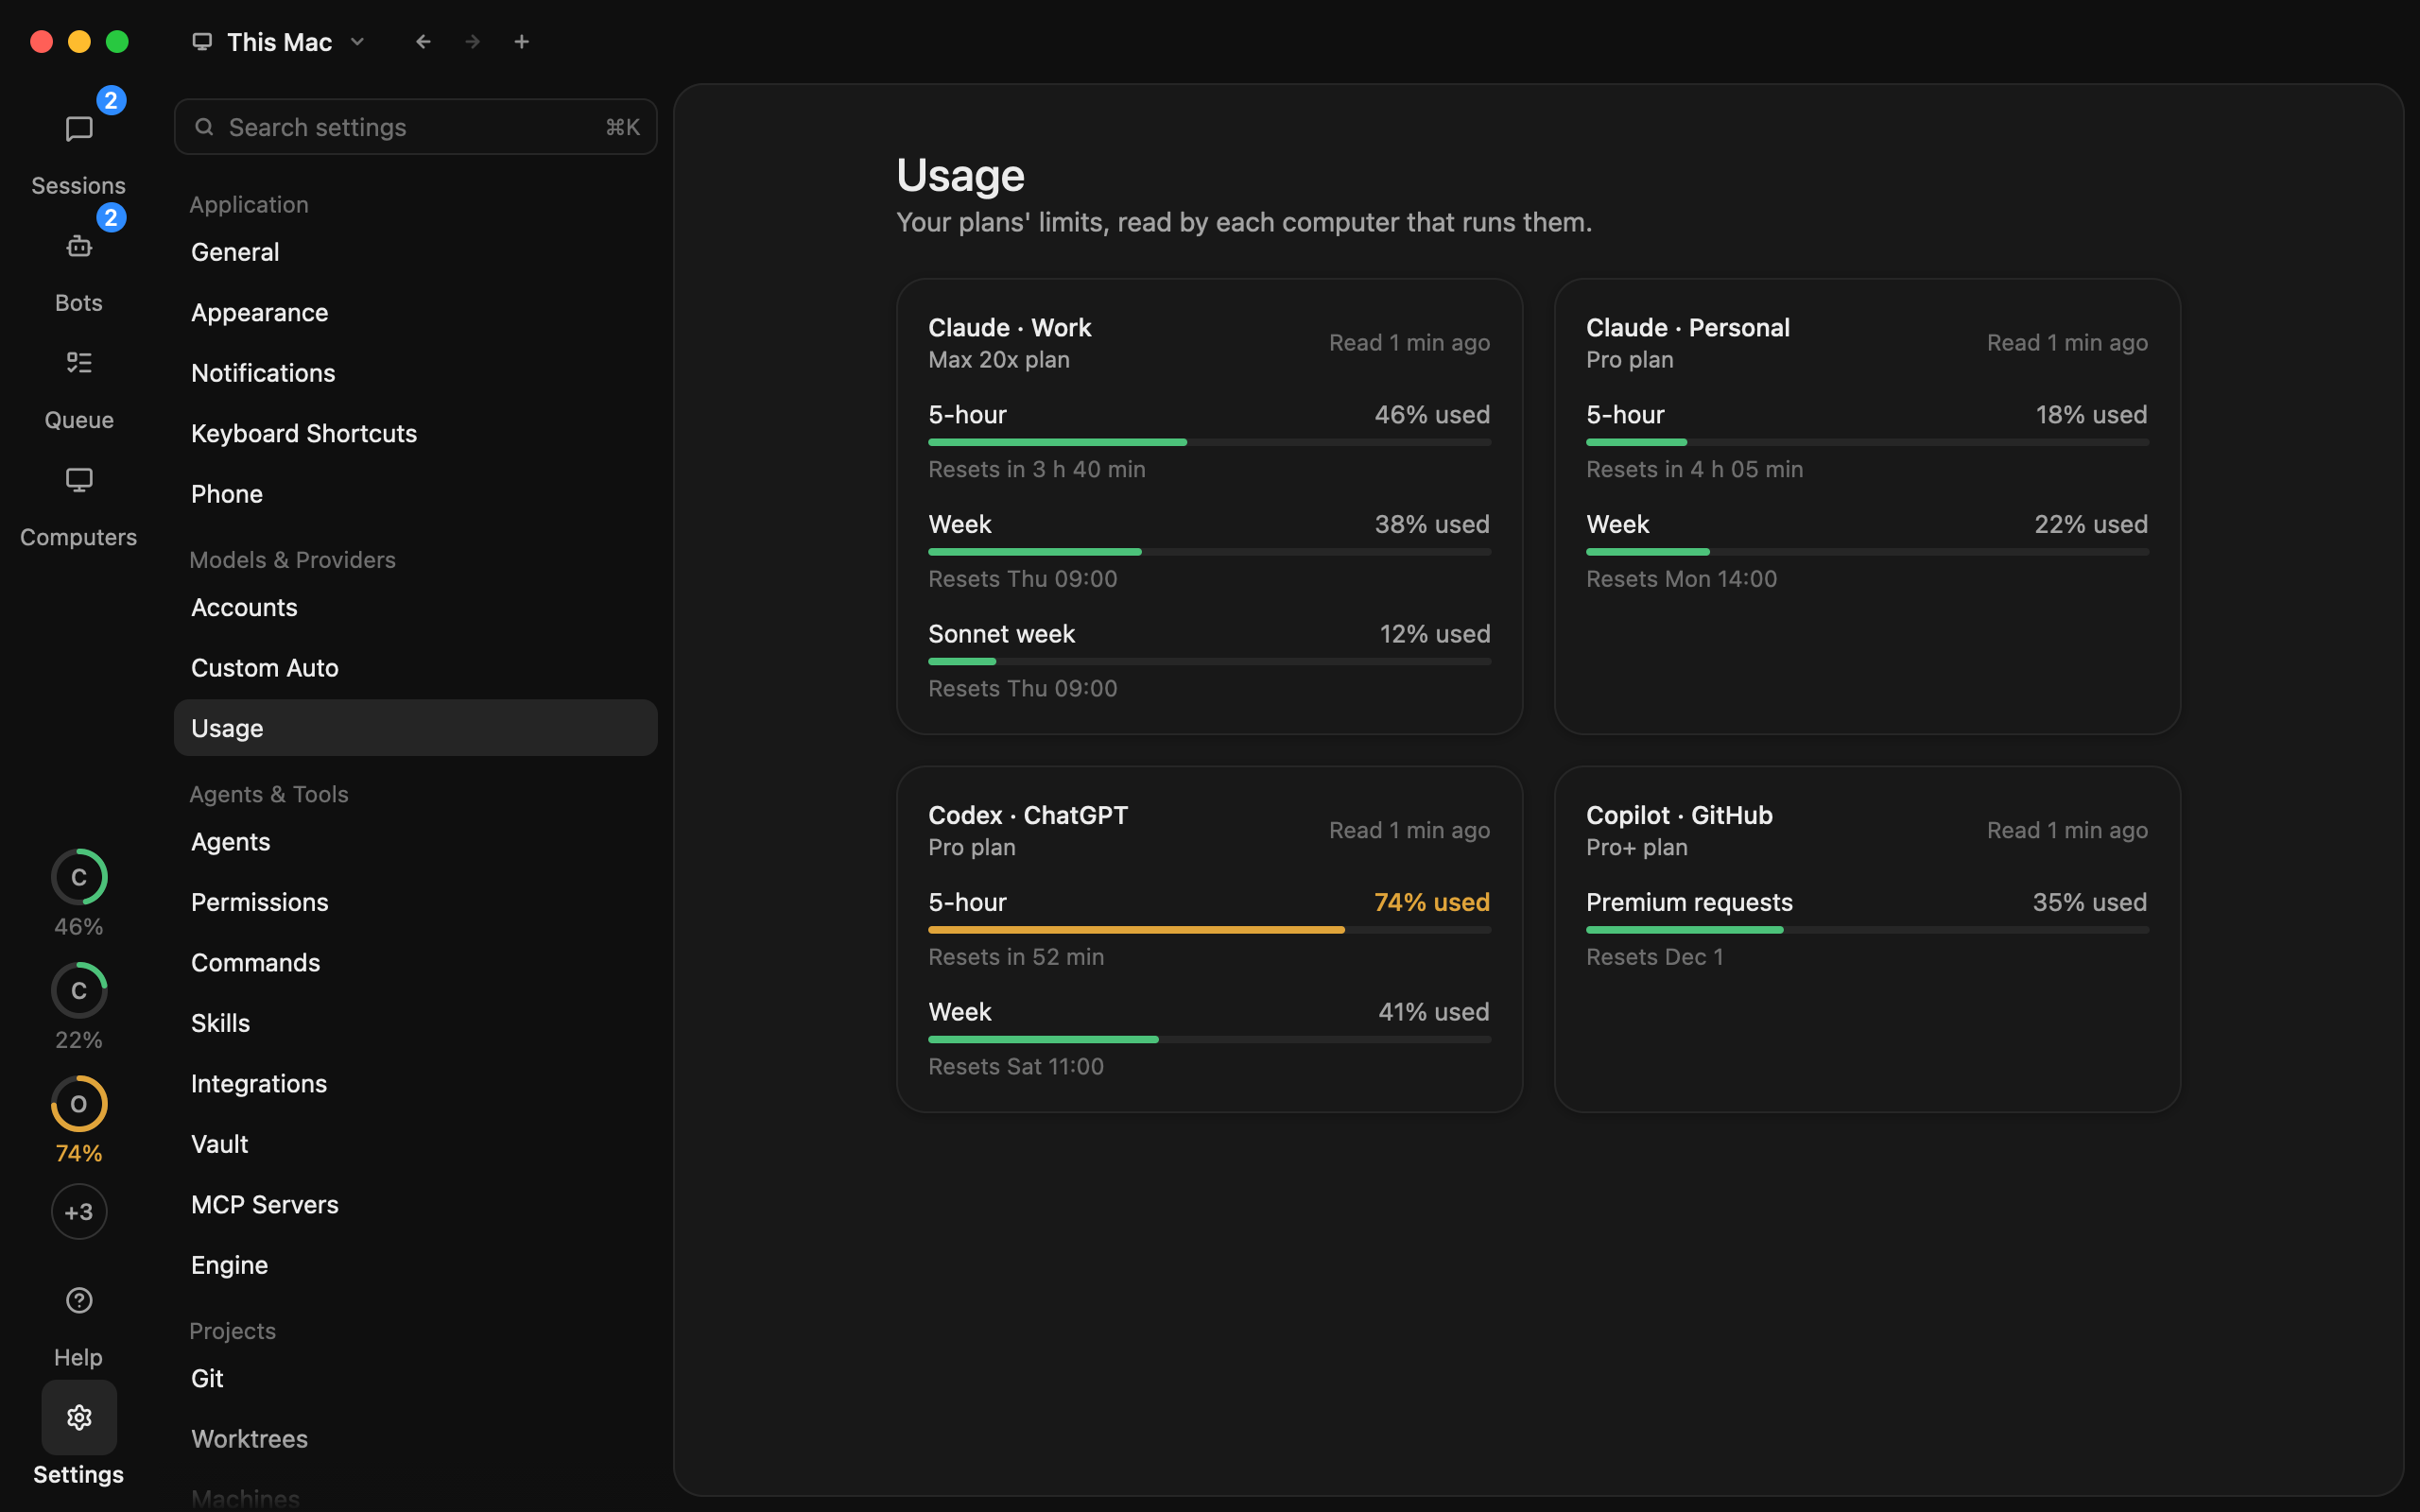 This Mac
2
Sessions
2
Bots
Queue
Computers
C
46%
C
22%
O
74%
+3
Help
Settings
Search settings ⌘K
Application
General
Appearance
Notifications
Keyboard Shortcuts
Phone
Models & Providers
Accounts
Custom Auto
Usage
Agents & Tools
Agents
Permissions
Commands
Skills
Integrations
Vault
MCP Servers
Engine
Projects
Git
Worktrees
Machines
Usage
Your plans' limits, read by each computer that runs them.
Claude · Work
Max 20x plan
Read 1 min ago
5-hour 46% used
Resets in 3 h 40 min
Week 38% used
Resets Thu 09:00
Sonnet week 12% used
Resets Thu 09:00
Claude · Personal
Pro plan
Read 1 min ago
5-hour 18% used
Resets in 4 h 05 min
Week 22% used
Resets Mon 14:00
Codex · ChatGPT
Pro plan
Read 1 min ago
5-hour 74% used
Resets in 52 min
Week 41% used
Resets Sat 11:00
Copilot · GitHub
Pro+ plan
Read 1 min ago
Premium requests 35% used
Resets Dec 1